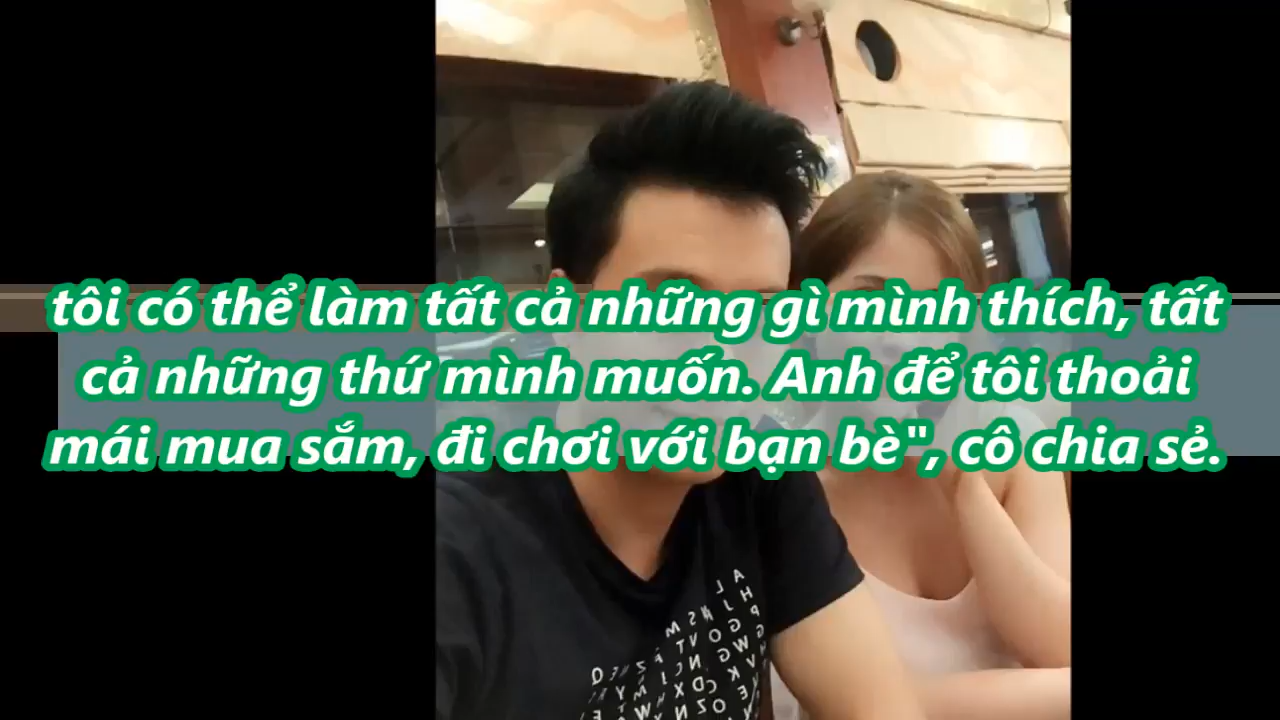 tôi có thể làm tất cả những gì mình thích, tất
cả những thứ mình muốn. Anh để tôi thoải
mái mua sắm, đi chơi với bạn bè", cô chia sẻ.